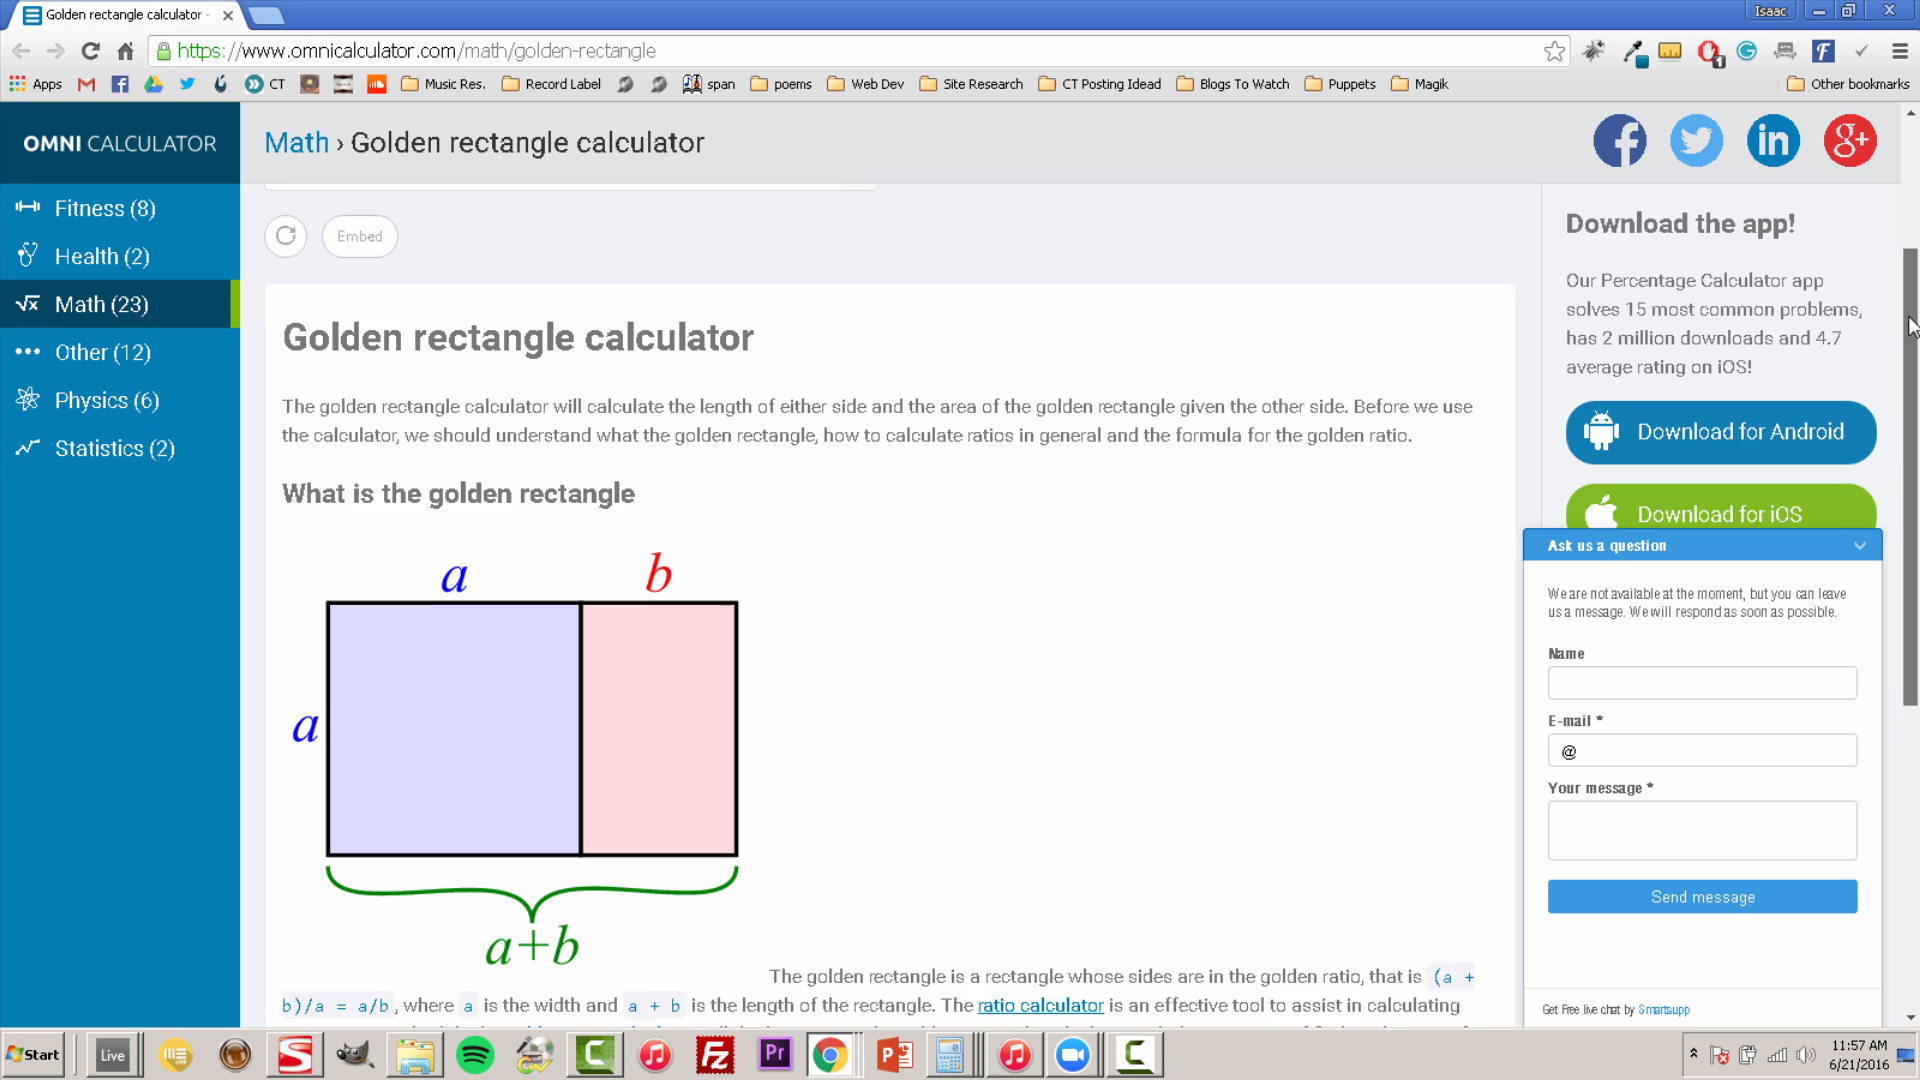 Golden rectangle calculator -
Isaac
https://www.omnicalculator.com/math/golden-rectangle
Apps
CT
Music Res.
Record Label
span
poems
Web Dev
Site Research
CT Posting Idead
Blogs To Watch
Puppets
Magik
Other bookmarks
OMNI CALCULATOR
Math › Golden rectangle calculator
Fitness (8)
Health (2)
Math (23)
Other (12)
Physics (6)
Statistics (2)
Embed
Golden rectangle calculator
The golden rectangle calculator will calculate the length of either side and the area of the golden rectangle given the other side. Before we use
the calculator, we should understand what the golden rectangle, how to calculate ratios in general and the formula for the golden ratio.
What is the golden rectangle
a
b
a
a+b
The golden rectangle is a rectangle whose sides are in the golden ratio, that is (a +
b)/a = a/b, where a is the width and a + b is the length of the rectangle. The ratio calculator is an effective tool to assist in calculating
Download the app!
Our Percentage Calculator app
solves 15 most common problems,
has 2 million downloads and 4.7
average rating on iOS!
Download for Android
Download for iOS
Ask us a question
We are not available at the moment, but you can leave
us a message. We will respond as soon as possible.
Name
E-mail *
@
Your message *
Send message
Get Free live chat by Smartsupp
Start
Live
Pr
11:57 AM
6/21/2016